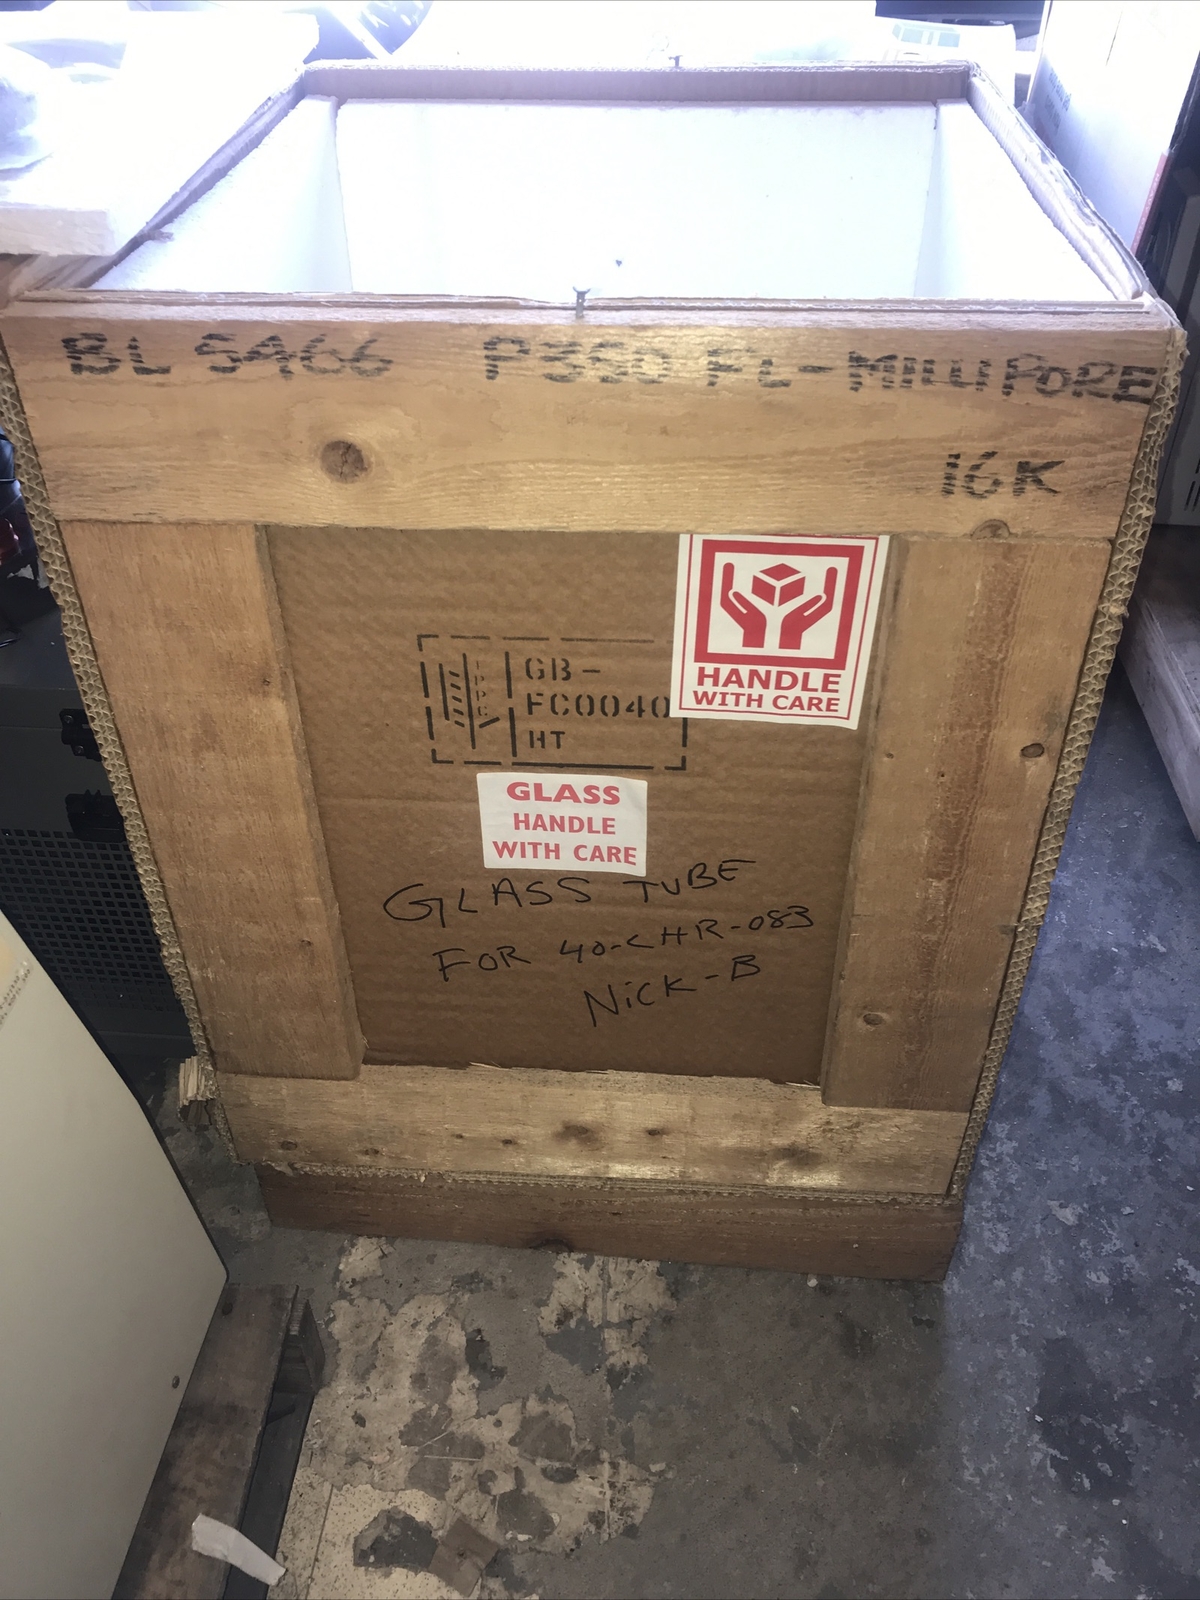 BL 5466 P350 FL-MILLIPORE
16K
HANDLE
WITH CARE
GB-
FC0040
HT
GLASS
HANDLE
WITH CARE
GLASS TUBE
FOR 40-CHR-083
NICK-B